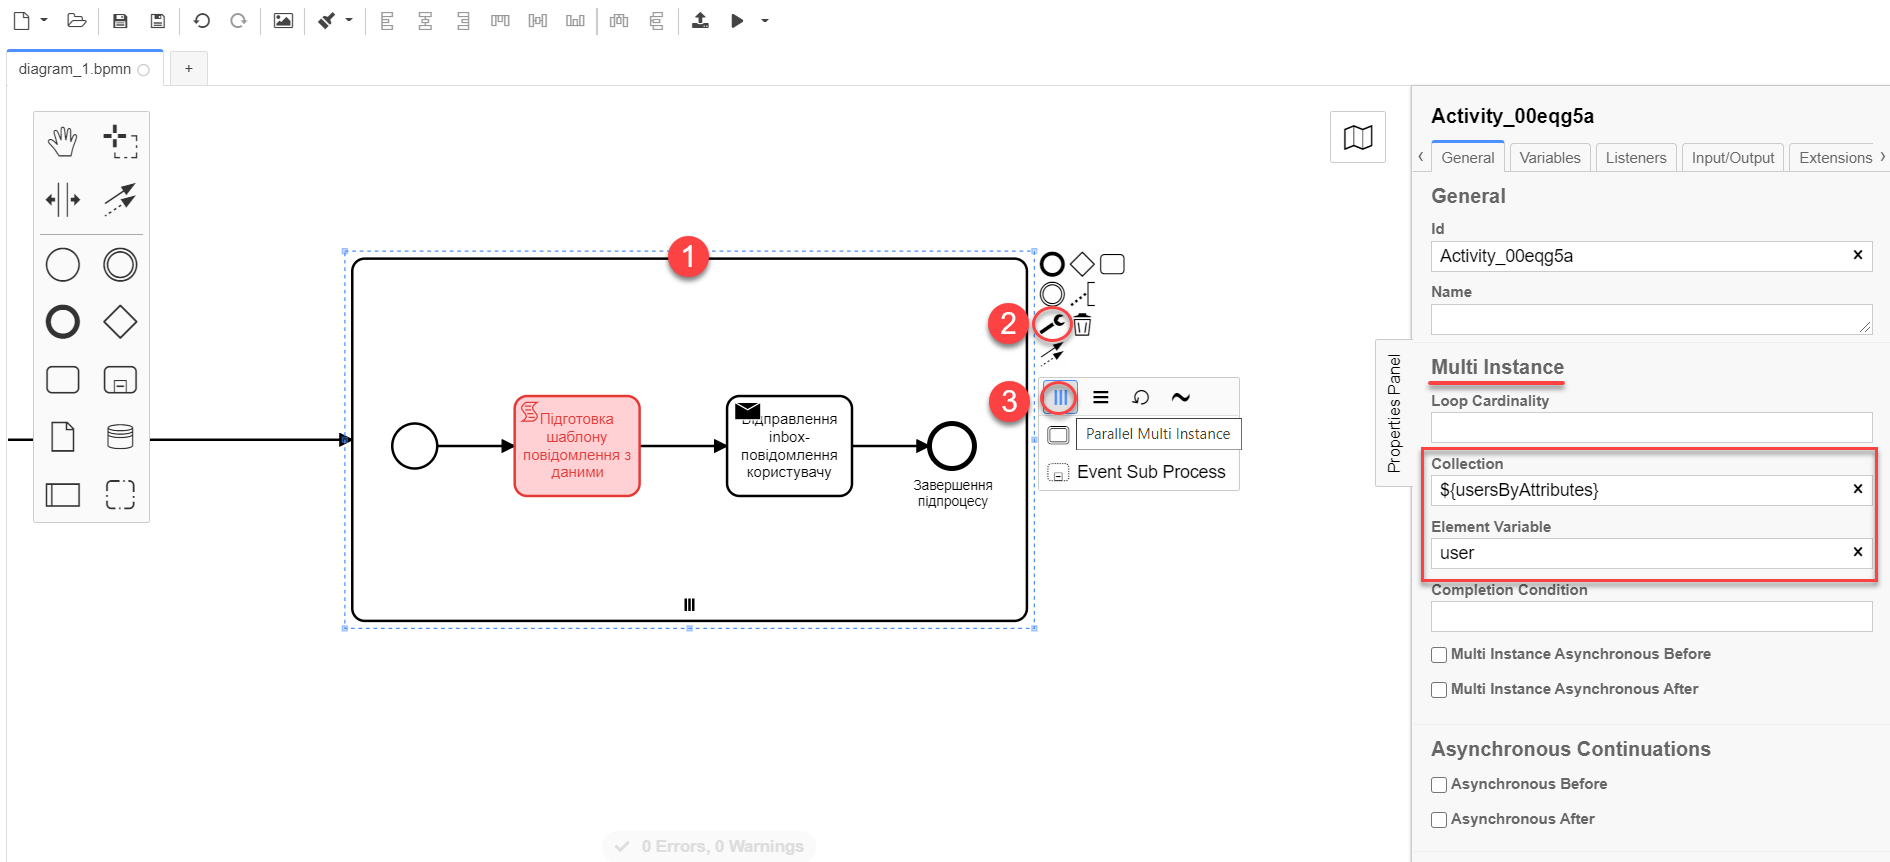 diagram_1.bpmn
+
Activity_00eqg5a
General
Variables
Listeners
Input/Output
Extensions
General
Id
Activity_00eqg5a
Name
Multi Instance
Loop Cardinality
Collection
${usersByAttributes}
Element Variable
user
Completion Condition
Multi Instance Asynchronous Before
Multi Instance Asynchronous After
Asynchronous Continuations
Asynchronous Before
Asynchronous After
Properties Panel
1
2
3
Parallel Multi Instance
Event Sub Process
Підготовка
шаблону
повідомлення з
даними
Відправлення
inbox-
повідомлення
користувачу
Завершення
підпроцесу
0 Errors, 0 Warnings